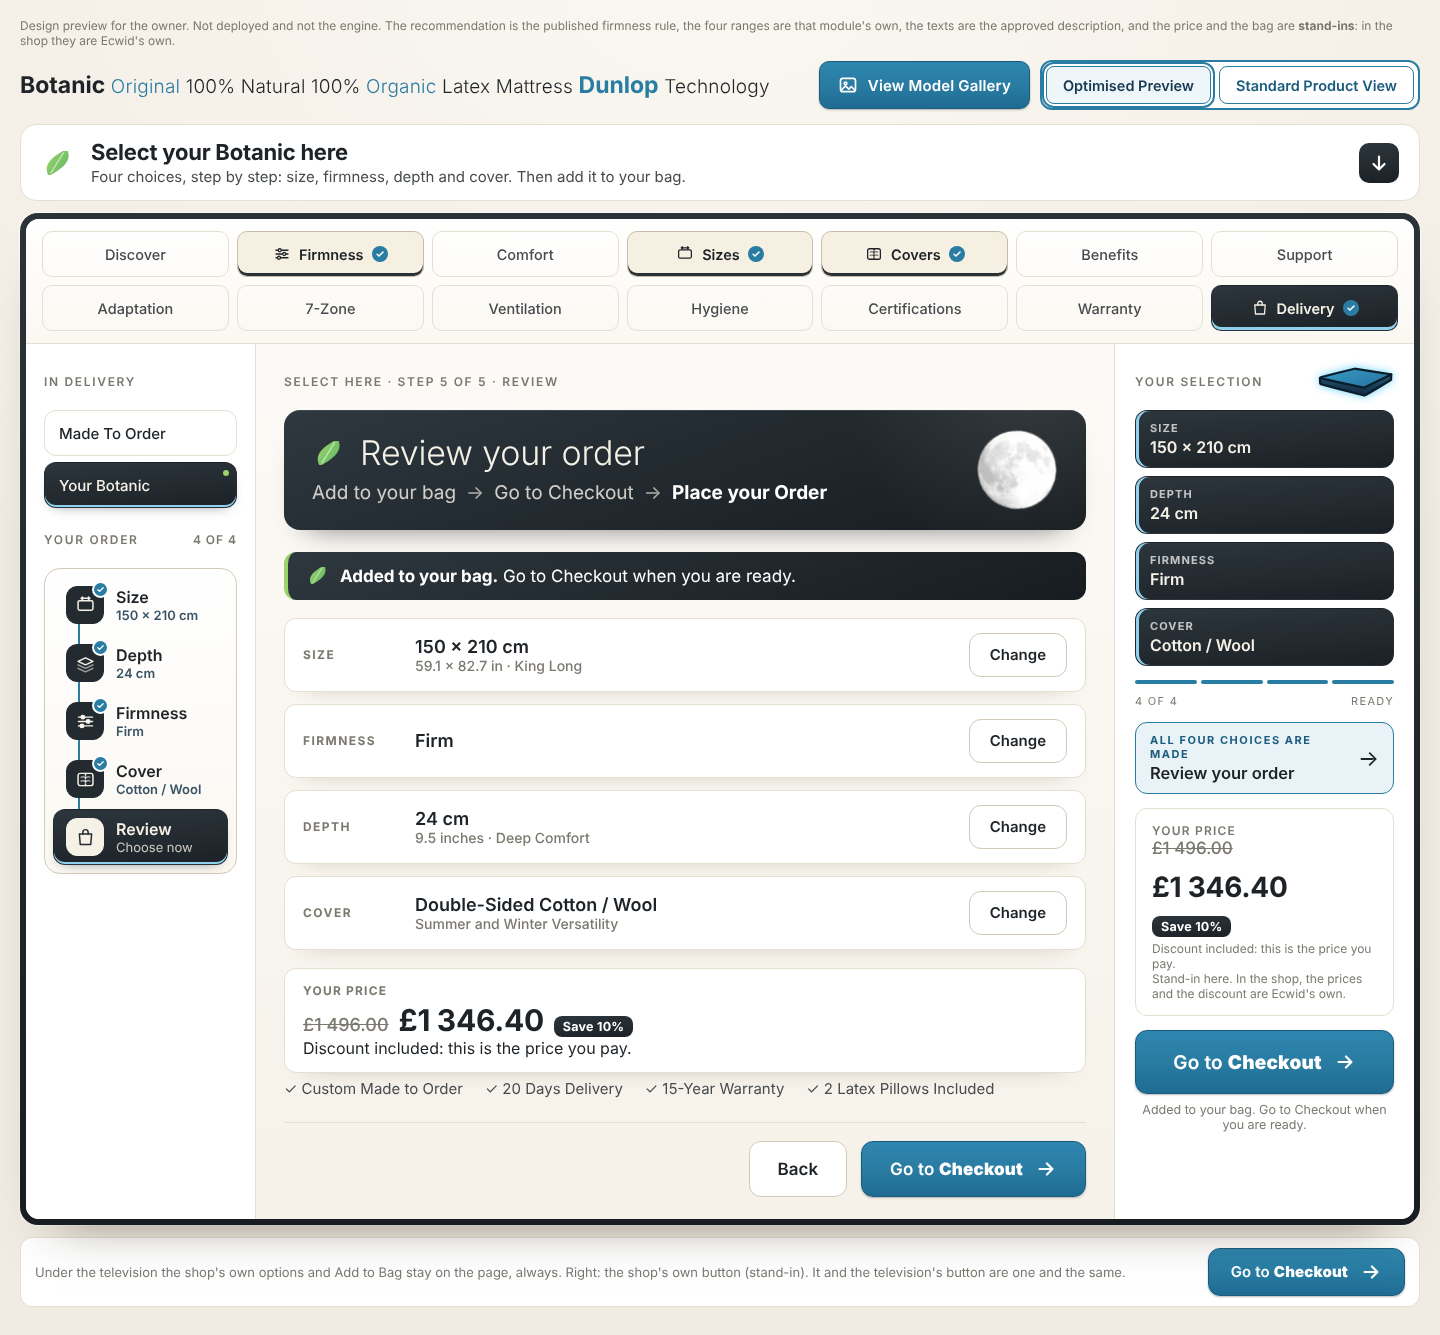 Design preview for the owner. Not deployed and not the engine. The recommendation is the published firmness rule, the four ranges are that module's own, the texts are the approved description, and the price and the bag are stand-ins: in the
shop they are Ecwid's own.
Botanic Original 100% Natural 100% Organic Latex Mattress Dunlop Technology
View Model Gallery
Optimised Preview
Standard Product View
Select your Botanic here
Four choices, step by step: size, firmness, depth and cover. Then add it to your bag.
Discover
Firmness
Comfort
Sizes
Covers
Benefits
Support
Adaptation
7-Zone
Ventilation
Hygiene
Certifications
Warranty
Delivery
IN DELIVERY
Made To Order
Your Botanic
YOUR ORDER 4 OF 4
Size
150 × 210 cm
Depth
24 cm
Firmness
Firm
Cover
Cotton / Wool
Review
Choose now
SELECT HERE · STEP 5 OF 5 · REVIEW
Review your order
Add to your bag → Go to Checkout → Place your Order
Added to your bag. Go to Checkout when you are ready.
SIZE
150 × 210 cm
59.1 × 82.7 in · King Long
Change
FIRMNESS
Firm
Change
DEPTH
24 cm
9.5 inches · Deep Comfort
Change
COVER
Double-Sided Cotton / Wool
Summer and Winter Versatility
Change
YOUR PRICE
£1 496.00 £1 346.40 Save 10%
Discount included: this is the price you pay.
✓ Custom Made to Order ✓ 20 Days Delivery ✓ 15-Year Warranty ✓ 2 Latex Pillows Included
Back
Go to Checkout →
YOUR SELECTION
SIZE
150 × 210 cm
DEPTH
24 cm
FIRMNESS
Firm
COVER
Cotton / Wool
4 OF 4 READY
ALL FOUR CHOICES ARE
MADE
Review your order →
YOUR PRICE
£1 496.00
£1 346.40
Save 10%
Discount included: this is the price you
pay.
Stand-in here. In the shop, the prices
and the discount are Ecwid's own.
Go to Checkout →
Added to your bag. Go to Checkout when
you are ready.
Under the television the shop's own options and Add to Bag stay on the page, always. Right: the shop's own button (stand-in). It and the television's button are one and the same.
Go to Checkout →